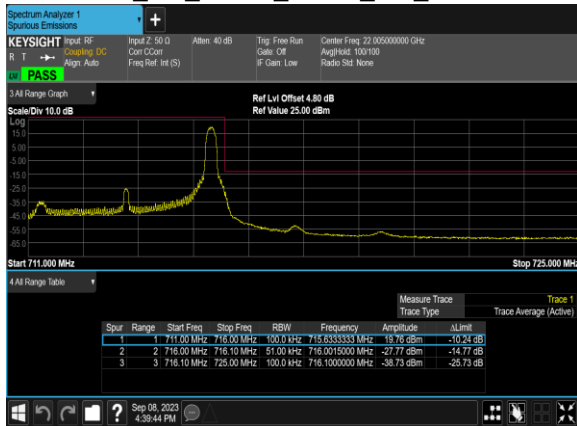 Spectrum Analyzer 1
Spurious Emissions
KEYSIGHT Input: RF Input Z: 50 Ω Atten: 40 dB Trig: Free Run Center Freq: 22.005000000 GHz
R T Coupling: DC Corr CCorr Gate: Off Avg|Hold: 100/100
Align: Auto Freq Ref: Int (S) IF Gain: Low Radio Std: None
PASS
3 All Range Graph
Ref Lvl Offset 4.80 dB
Scale/Div 10.0 dB Ref Value 25.00 dBm
Log
15.0
5.00
-5.00
-15.0
-25.0
-35.0
-45.0
-55.0
-65.0
Start 711.000 MHz Stop 725.000 MHz
4 All Range Table
Measure Trace Trace 1
Trace Type Trace Average (Active)
Spur Range Start Freq Stop Freq RBW Frequency Amplitude ΔLimit
1 1 711.00 MHz 716.00 MHz 100.0 kHz 715.6333333 MHz 19.76 dBm -10.24 dB
2 2 716.00 MHz 716.10 MHz 51.00 kHz 716.0015000 MHz -27.77 dBm -14.77 dB
3 3 716.10 MHz 725.00 MHz 100.0 kHz 716.1000000 MHz -38.73 dBm -25.73 dB
? Sep 08, 2023
4:39:44 PM